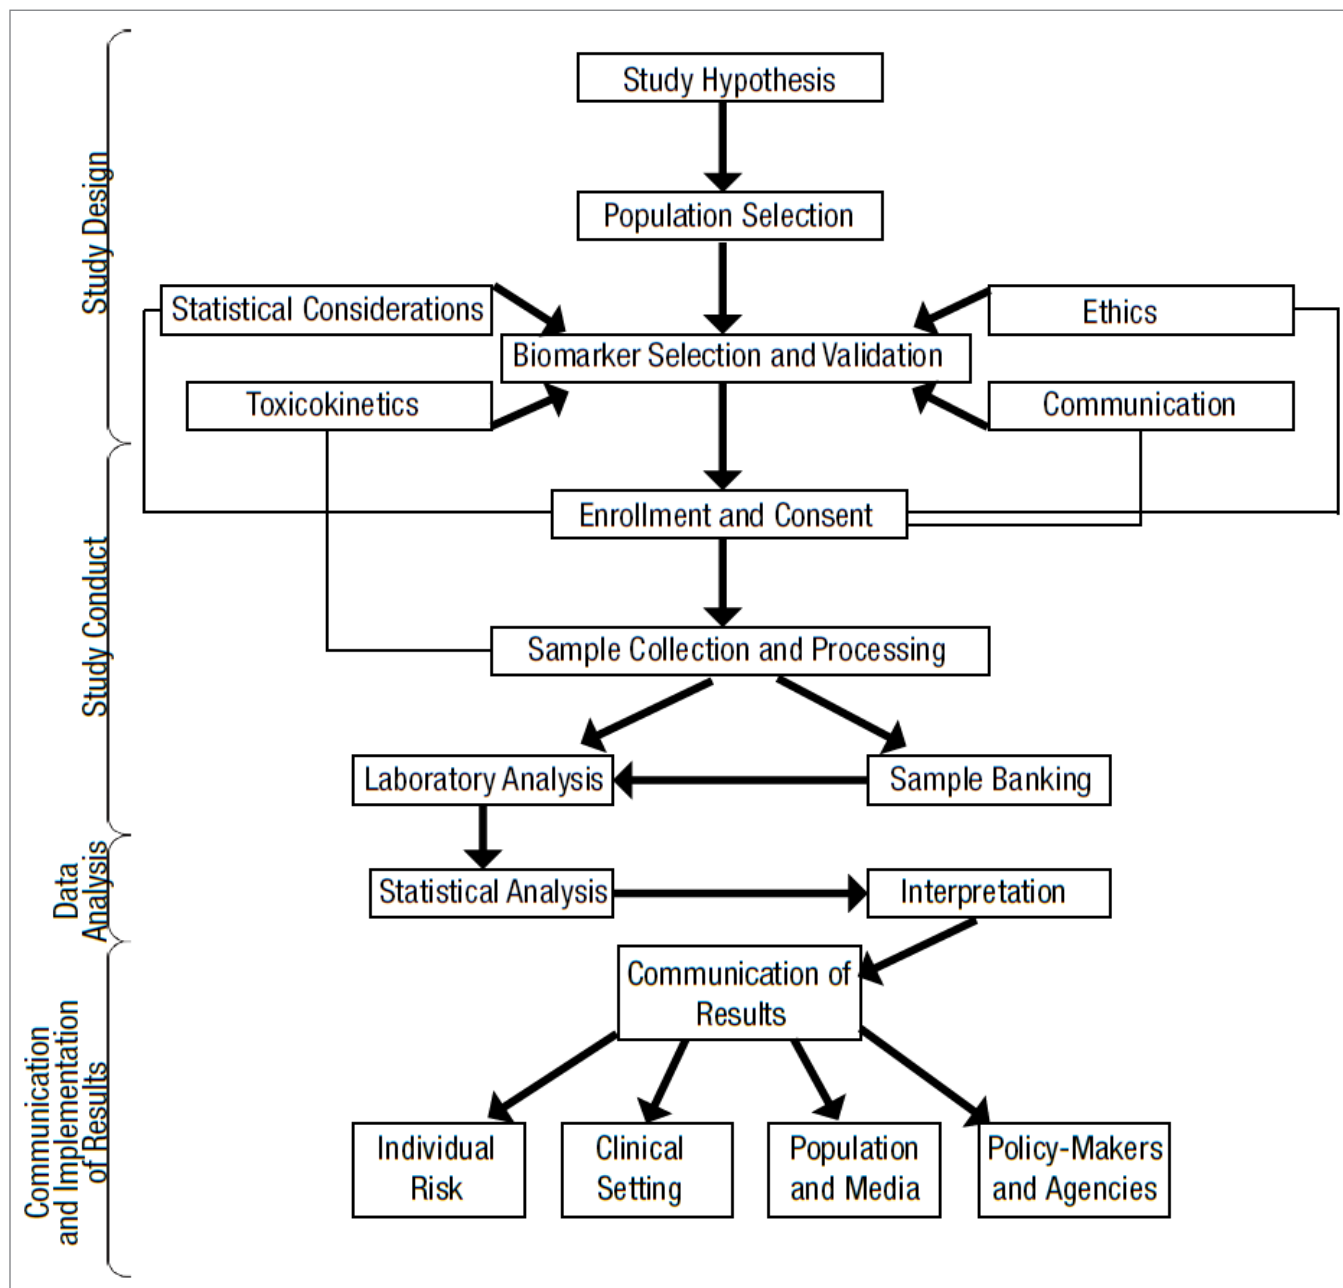 Study Design
Study Hypothesis
Population Selection
Statistical Considerations
Ethics
Biomarker Selection and Validation
Toxicokinetics
Communication
Study Conduct
Enrollment and Consent
Sample Collection and Processing
Laboratory Analysis
Sample Banking
Data
Analysis
Statistical Analysis
Interpretation
Communication
and Implementation
of Results
Communication of
Results
Individual
Risk
Clinical
Setting
Population
and Media
Policy-Makers
and Agencies